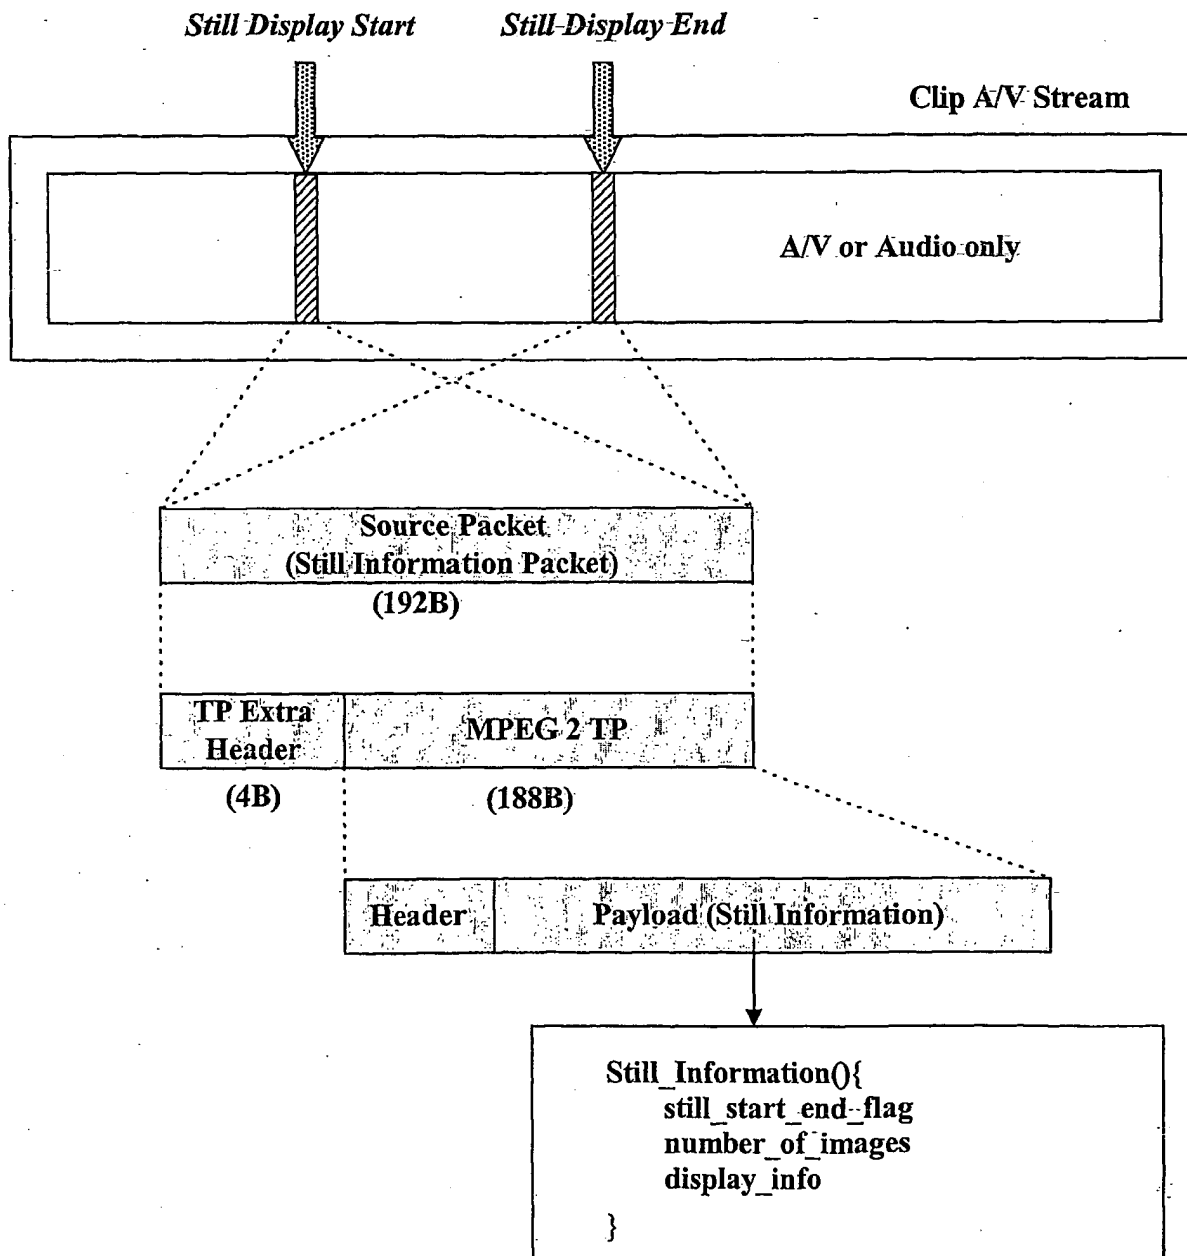 Still Display Start
Still Display End
Clip A/V Stream
A/V or Audio only
Source Packet
(Still Information Packet)
(192B)
TP Extra
Header
MPEG 2 TP
(4B)
(188B)
Header
Payload (Still Information)
Still_Information(){
still_start_end_flag
number_of_images
display_info
}